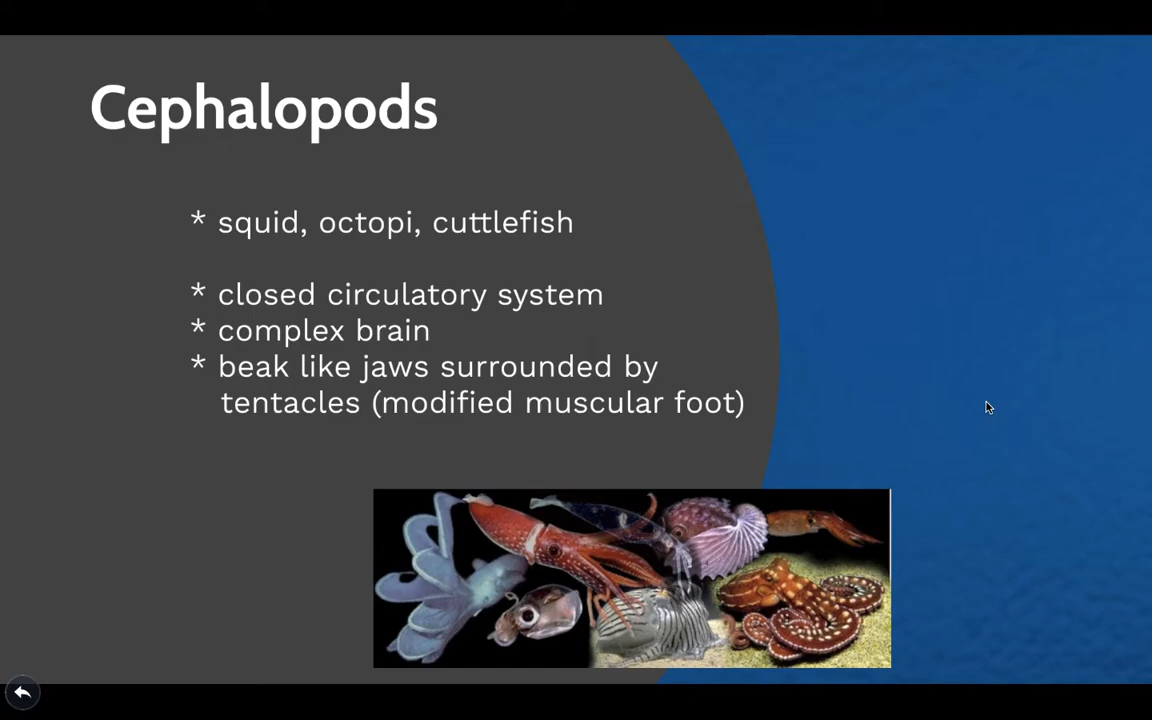 Cephalopods
* squid, octopi, cuttlefish
* closed circulatory system
* complex brain
* beak like jaws surrounded by
tentacles (modified muscular foot)